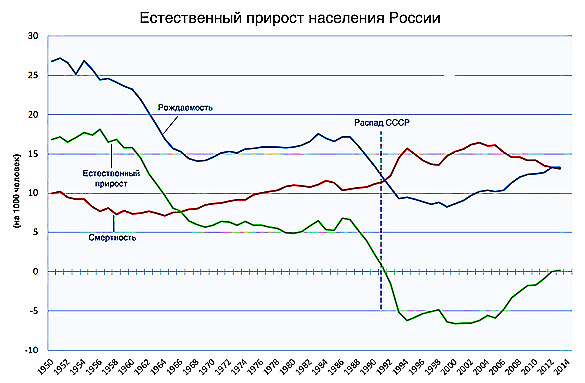 Естественный прирост населения России
30
25
20
15
10
5
0
-5
-10
(на 1000 человек)
Рождаемость
Распад СССР
Естественный
прирост
Смертность
1950 1952 1954 1956 1958 1960 1962 1964 1966 1968 1970 1972 1974 1976 1978 1980 1982 1984 1986 1988 1990 1992 1994 1996 1998 2000 2002 2004 2006 2008 2010 2012 2014